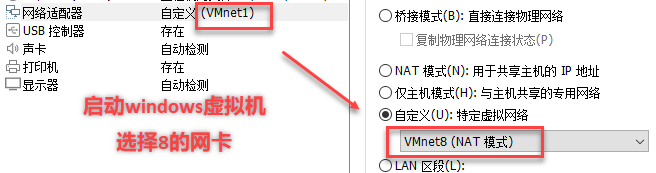 网络适配器 自定义 (VMnet1)
USB 控制器 存在
声卡 自动检测
打印机 存在
显示器 自动检测
启动windows虚拟机
选择8的网卡
桥接模式(B): 直接连接物理网络
复制物理网络连接状态(P)
NAT 模式(N): 用于共享主机的 IP 地址
仅主机模式(H): 与主机共享的专用网络
自定义(U): 特定虚拟网络
VMnet8 (NAT 模式)
LAN 区段(L):